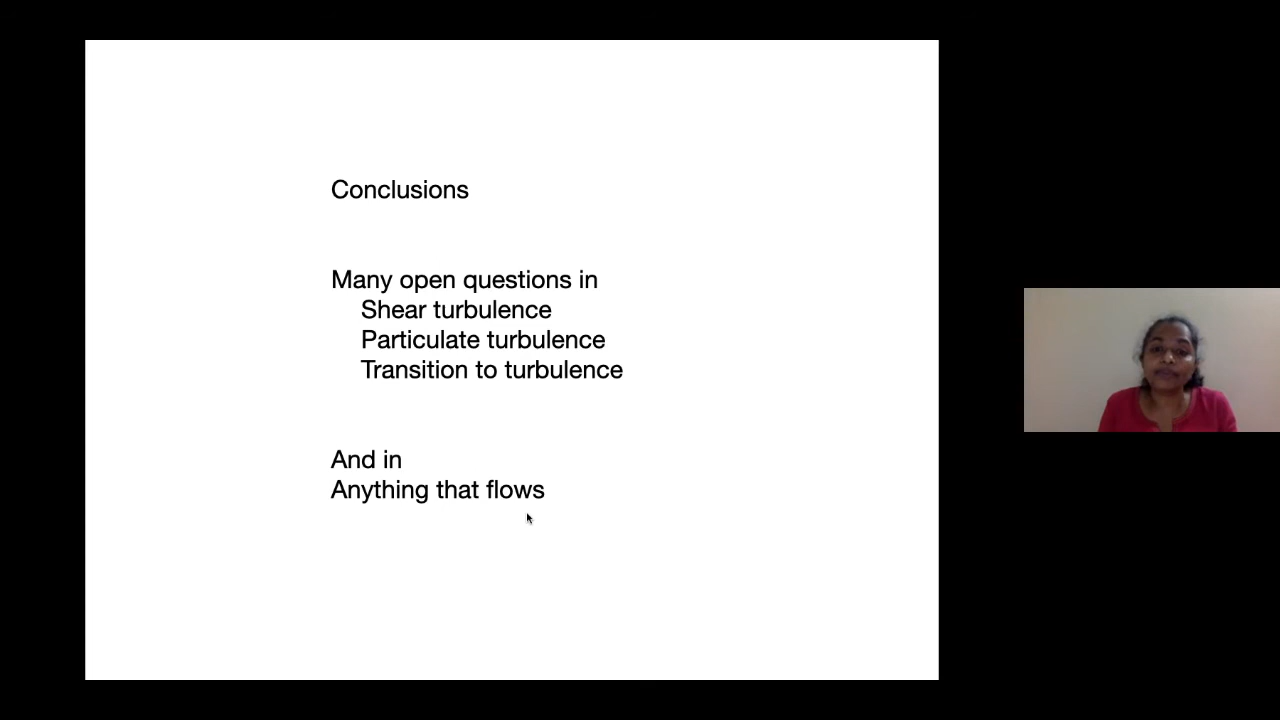 Conclusions
Many open questions in
Shear turbulence
Particulate turbulence
Transition to turbulence
And in
Anything that flows